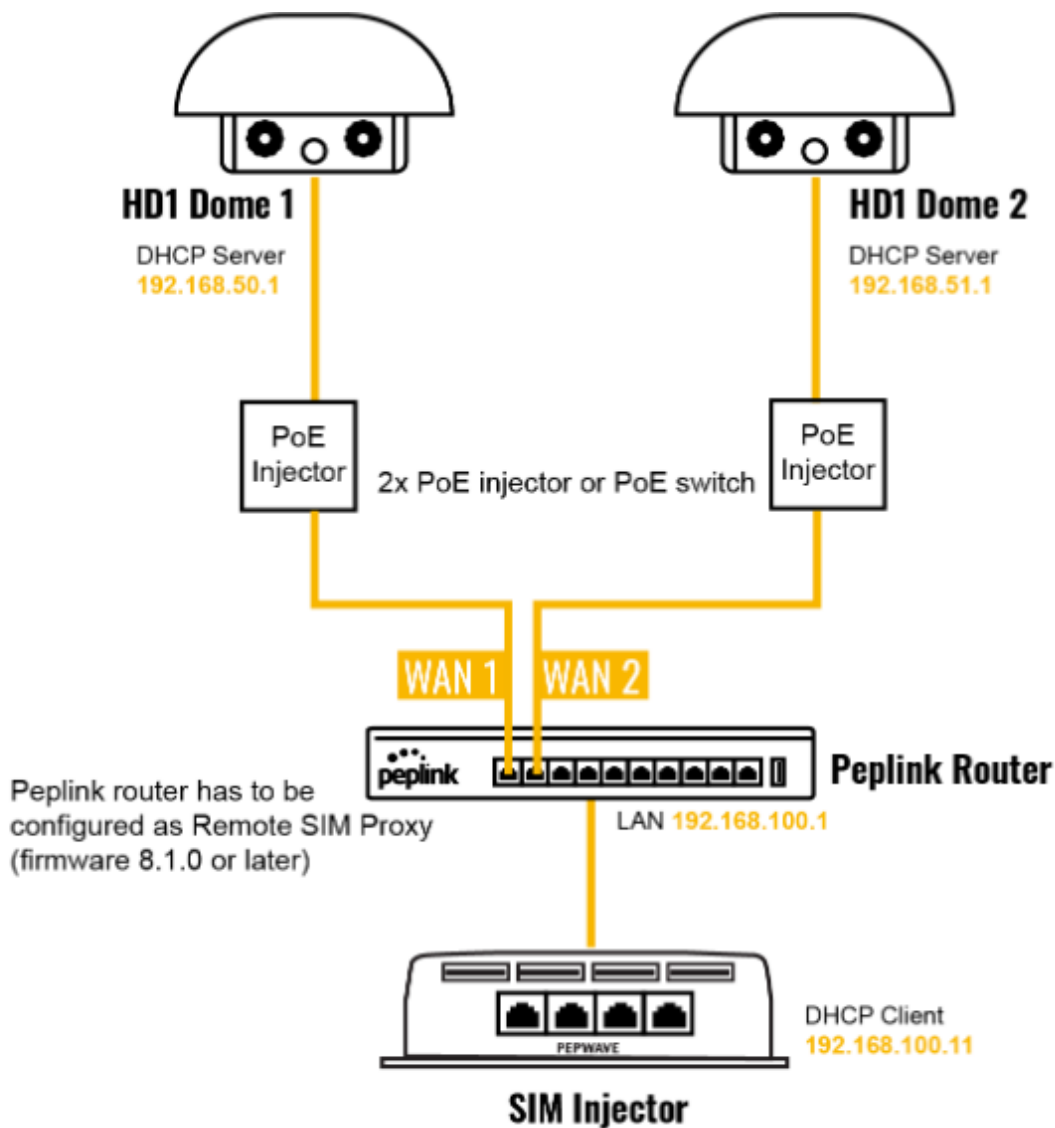 HD1 Dome 1
DHCP Server
192.168.50.1
HD1 Dome 2
DHCP Server
192.168.51.1
PoE
Injector
2x PoE injector or PoE switch
PoE
Injector
WAN 1
WAN 2
peplink
Peplink Router
LAN 192.168.100.1
Peplink router has to be
configured as Remote SIM Proxy
(firmware 8.1.0 or later)
PEPWAVE
DHCP Client
192.168.100.11
SIM Injector